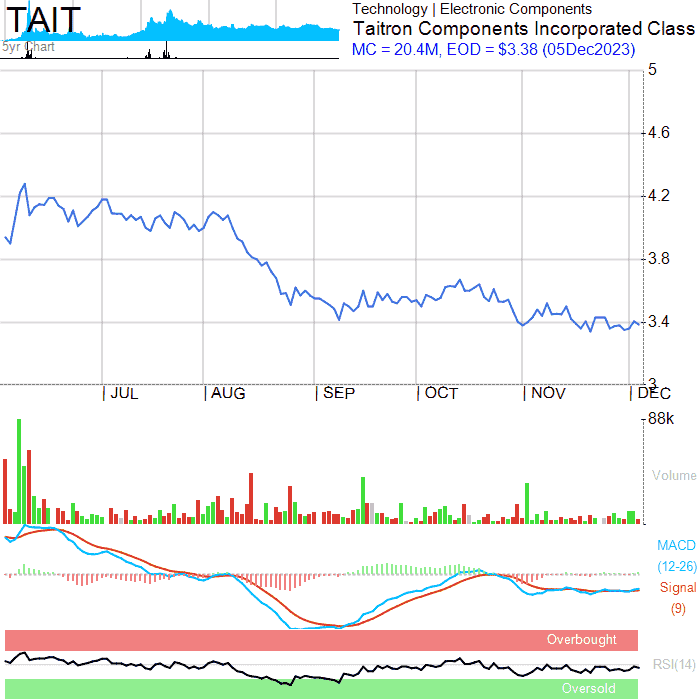 TAIT
5yr Chart
Technology | Electronic Components
Taitron Components Incorporated Class
MC = 20.4M, EOD = $3.38 (05Dec2023)
5
4.6
4.2
3.8
3.4
3
| JUL | AUG | SEP | OCT | NOV | DEC
88k
Volume
MACD
(12-26)
Signal
(9)
Overbought
RSI(14)
Oversold